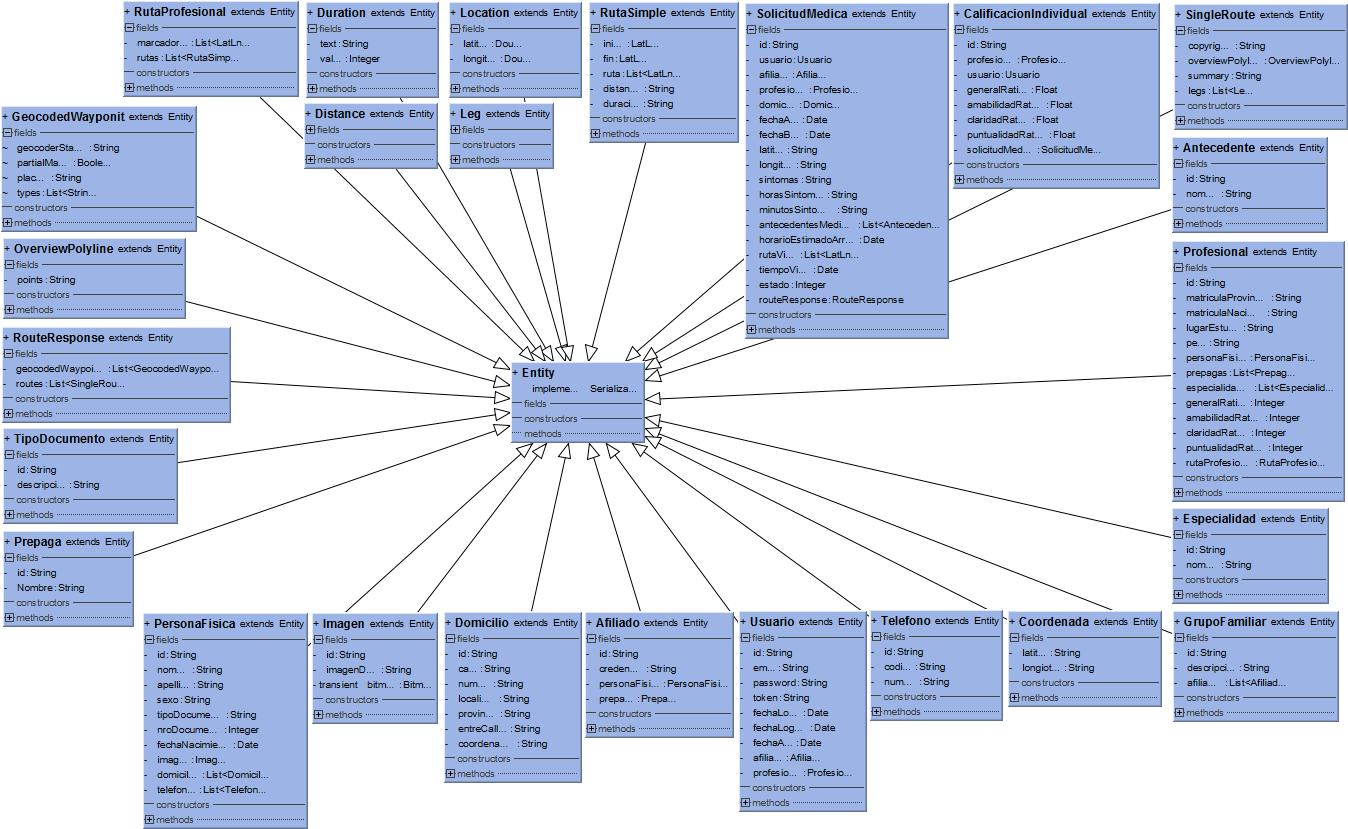 + RutaProfesional extends Entity
fields
- marcador... : List<LatLn...
- rutas : List<RutaSimp...
constructors
methods
+ Duration extends Entity
fields
- text : String
- val... : Integer
constructors
methods
+ Location extends Entity
fields
- latit... : Dou...
- longit... : Dou...
constructors
methods
+ RutaSimple extends Entity
fields
- ini... : LatL...
- fin : LatL...
- ruta : List<LatLn...
- distan... : String
- duraci... : String
constructors
methods
+ SolicitudMedica extends Entity
fields
- id : String
- usuario : Usuario
- afilia... : Afilia...
- profesio... : Profesio...
- domic... : Domic...
- fechaA... : Date
- fechaB... : Date
- latit... : String
- longit... : String
- sintomas : String
- horasSintom... : String
- minutosSinto... : String
- antecedentesMedi... : List<Anteceden...
- horarioEstimadoArr... : Date
- rutaVi... : List<LatLn...
- tiempoVi... : Date
- estado : Integer
- routeResponse : RouteResponse
constructors
methods
+ CalificacionIndividual extends Entity
fields
- id : String
- profesio... : Profesio...
- usuario : Usuario
- generalRati... : Float
- amabilidadRat... : Float
- claridadRat... : Float
- puntualidadRat... : Float
- solicitudMed... : SolicitudMe...
constructors
methods
+ SingleRoute extends Entity
fields
- copyrig... : String
- overviewPolyl... : OverviewPolyl...
- summary : String
- legs : List<Le...
constructors
methods
+ GeocodedWayponit extends Entity
fields
~ geocoderSta... : String
~ partialMa... : Boole...
~ plac... : String
~ types : List<Strin...
constructors
methods
+ Distance extends Entity
fields
constructors
methods
+ Leg extends Entity
fields
constructors
methods
+ Antecedente extends Entity
fields
- id : String
- nom... : String
constructors
methods
+ OverviewPolyline extends Entity
fields
- points : String
constructors
methods
+ Profesional extends Entity
fields
- id : String
- matriculaProvin... : String
- matriculaNaci... : String
- lugarEstu... : String
- pe... : String
- personaFisi... : PersonaFisi...
- prepagas : List<Prepag...
- especialida... : List<Especialid...
- generalRati... : Integer
- amabilidadRat... : Integer
- claridadRat... : Integer
- puntualidadRat... : Integer
- rutaProfesio... : RutaProfesio...
constructors
methods
+ RouteResponse extends Entity
fields
- geocodedWaypoi... : List<GeocodedWaypo...
- routes : List<SingleRou...
constructors
methods
+ Entity
impleme... Serializa...
fields
constructors
methods
+ TipoDocumento extends Entity
fields
- id : String
- descripci... : String
constructors
methods
+ Prepaga extends Entity
fields
- id : String
- Nombre : String
constructors
methods
+ Especialidad extends Entity
fields
- id : String
- nom... : String
constructors
methods
+ PersonaFisica extends Entity
fields
- id : String
- nom... : String
- apelli... : String
- sexo : String
- tipoDocume... : String
- nroDocume... : Integer
- fechaNacimie... : Date
- imag... : Imag...
- domicil... : List<Domicil...
- telefon... : List<Telefon...
constructors
methods
+ Imagen extends Entity
fields
- id : String
- imagenD... : String
- transient bitm... : Bitm...
constructors
methods
+ Domicilio extends Entity
fields
- id : String
- ca... : String
- num... : String
- locali... : String
- provin... : String
- entreCall... : String
- coordena... : String
constructors
methods
+ Afiliado extends Entity
fields
- id : String
- creden... : String
- personaFisi... : PersonaFisi...
- prepa... : Prepa...
constructors
methods
+ Usuario extends Entity
fields
- id : String
- em... : String
- password : String
- token : String
- fechaLo... : Date
- fechaLog... : Date
- fechaA... : Date
- afilia... : Afilia...
- profesio... : Profesio...
constructors
methods
+ Telefono extends Entity
fields
- id : String
- codi... : String
- num... : String
constructors
methods
+ Coordenada extends Entity
fields
- latit... : String
- longiot... : String
constructors
methods
+ GrupoFamiliar extends Entity
fields
- id : String
- descripci... : String
- afilia... : List<Afiliad...
constructors
methods